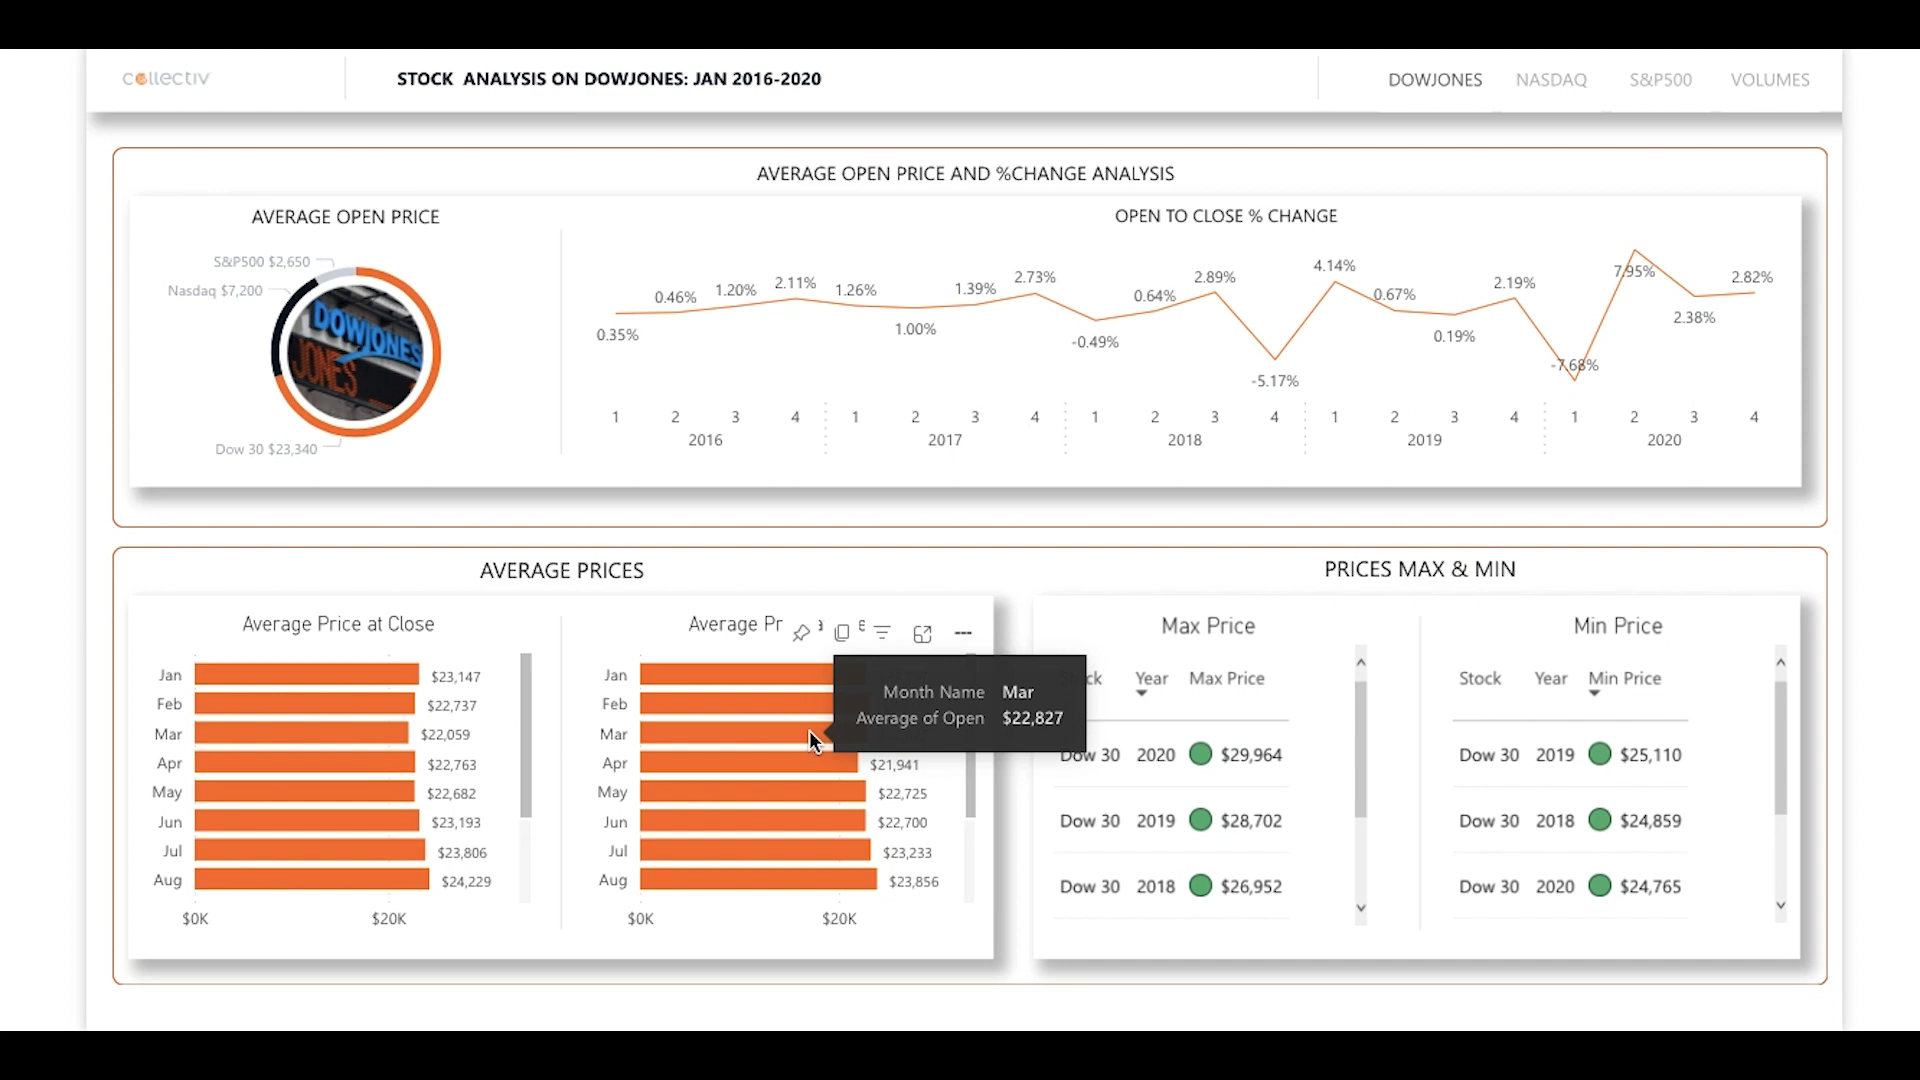 collectiv
STOCK ANALYSIS ON DOWJONES: JAN 2016-2020
DOWJONES NASDAQ S&P500 VOLUMES
AVERAGE OPEN PRICE AND %CHANGE ANALYSIS
AVERAGE OPEN PRICE
S&P500 $2,650
Nasdaq $7,200
DOWJONES
JONES
Dow 30 $23,340
OPEN TO CLOSE % CHANGE
0.35% 0.46% 1.20% 2.11% 1.26% 1.00% 1.39% 2.73% -0.49% 0.64% 2.89% -5.17% 4.14% 0.67% 0.19% 2.19% -7.68% 7.95% 2.38% 2.82%
1 2 3 4 1 2 3 4 1 2 3 4 1 2 3 4 1 2 3 4
2016 2017 2018 2019 2020
AVERAGE PRICES
Average Price at Close
Jan $23,147
Feb $22,737
Mar $22,059
Apr $22,763
May $22,682
Jun $23,193
Jul $23,806
Aug $24,229
$0K $20K
Average Pr
Jan
Feb
Mar
Apr $21,941
May $22,725
Jun $22,700
Jul $23,233
Aug $23,856
$0K $20K
Month Name Mar
Average of Open $22,827
PRICES MAX & MIN
Max Price
ck Year Max Price
Dow 30 2020 $29,964
Dow 30 2019 $28,702
Dow 30 2018 $26,952
Min Price
Stock Year Min Price
Dow 30 2019 $25,110
Dow 30 2018 $24,859
Dow 30 2020 $24,765